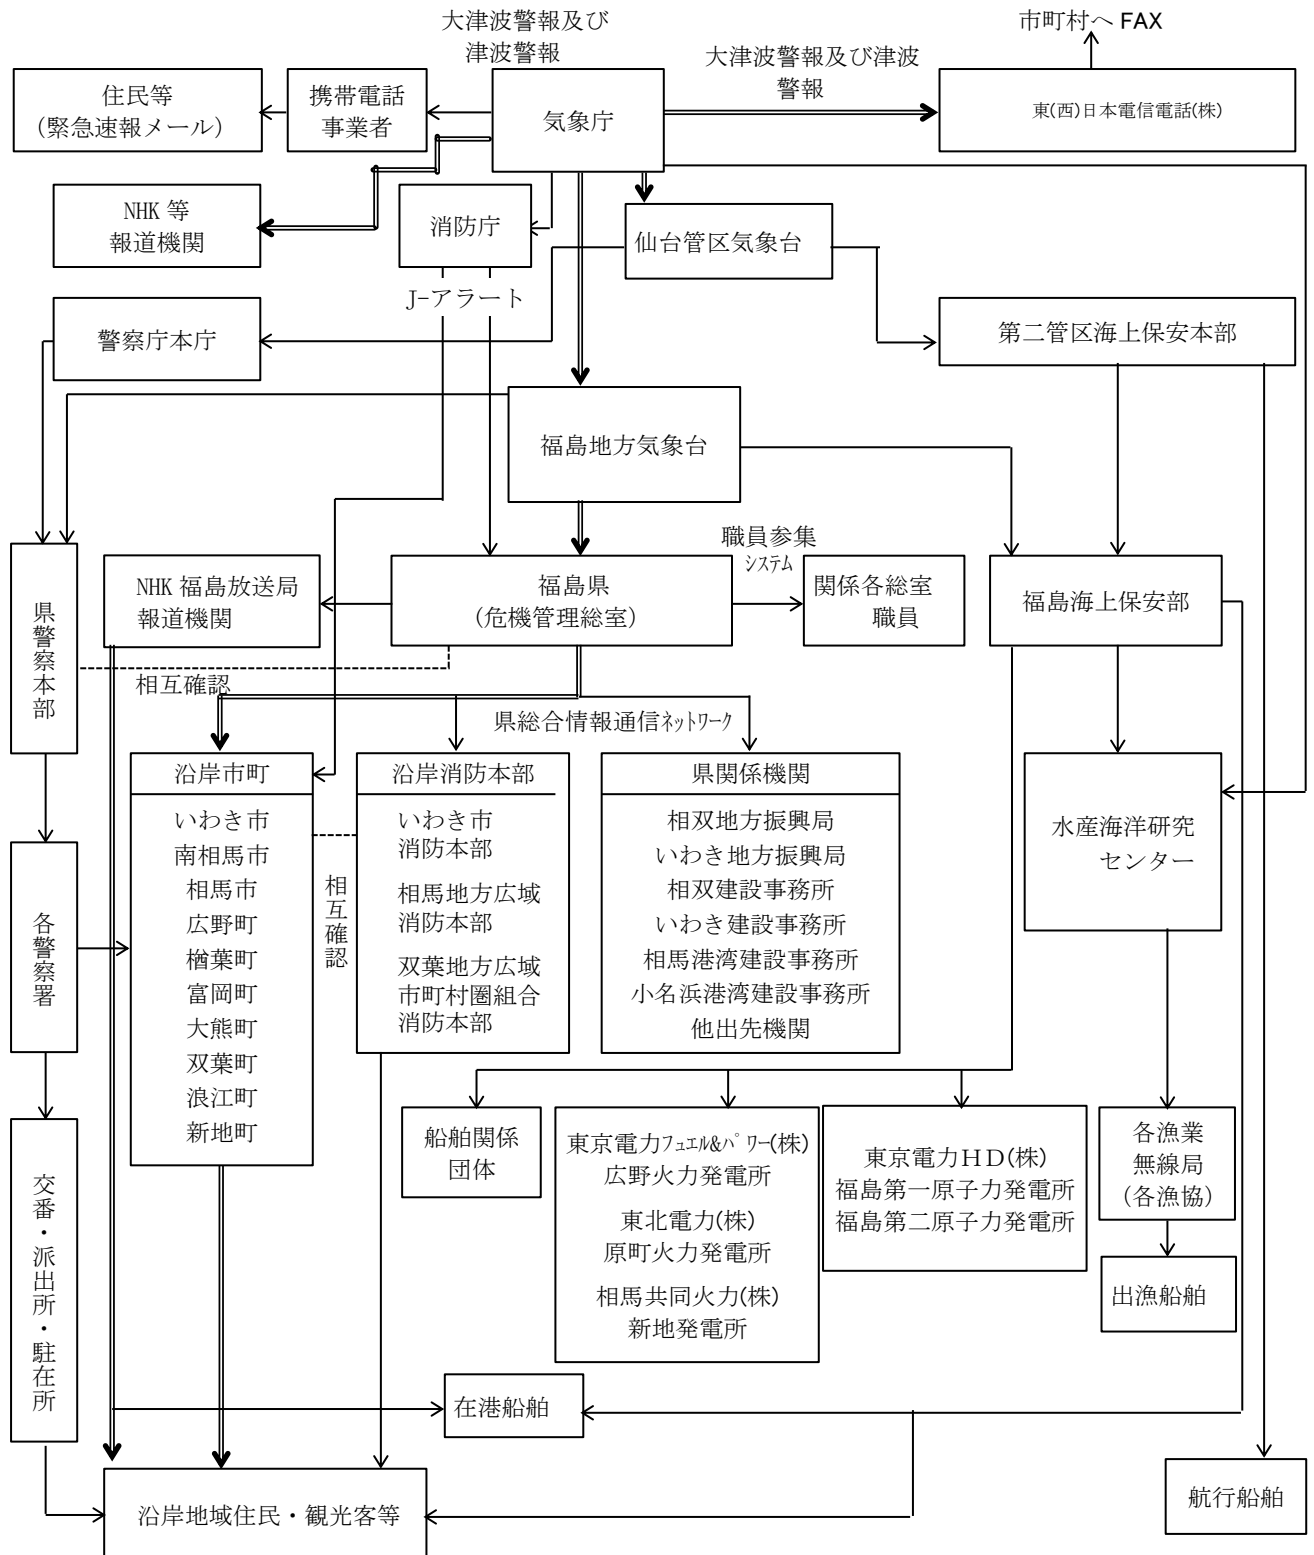 大津波警報及び
津波警報
市町村へ FAX
大津波警報及び津波
警報
住民等
(緊急速報メール)
携帯電話
事業者
気象庁
東(西)日本電信電話(株)
NHK 等
報道機関
消防庁
仙台管区気象台
J-アラート
警察庁本庁
第二管区海上保安本部
福島地方気象台
職員参集
システム
県警察本部
NHK 福島放送局
報道機関
福島県
(危機管理総室)
関係各総室
職員
福島海上保安部
相互確認
県総合情報通信ネットワーク
沿岸市町
いわき市
南相馬市
相馬市
広野町
楢葉町
富岡町
大熊町
双葉町
浪江町
新地町
相互確認
沿岸消防本部
いわき市
消防本部
相馬地方広域
消防本部
双葉地方広域
市町村圏組合
消防本部
県関係機関
相双地方振興局
いわき地方振興局
相双建設事務所
いわき建設事務所
相馬港湾建設事務所
小名浜港湾建設事務所
他出先機関
水産海洋研究
センター
各警察署
交番・派出所・駐在所
船舶関係
団体
東京電力フュエル&パワー(株)
広野火力発電所
東北電力(株)
原町火力発電所
相馬共同火力(株)
新地発電所
東京電力HD(株)
福島第一原子力発電所
福島第二原子力発電所
各漁業
無線局
(各漁協)
出漁船舶
在港船舶
航行船舶
沿岸地域住民・観光客等